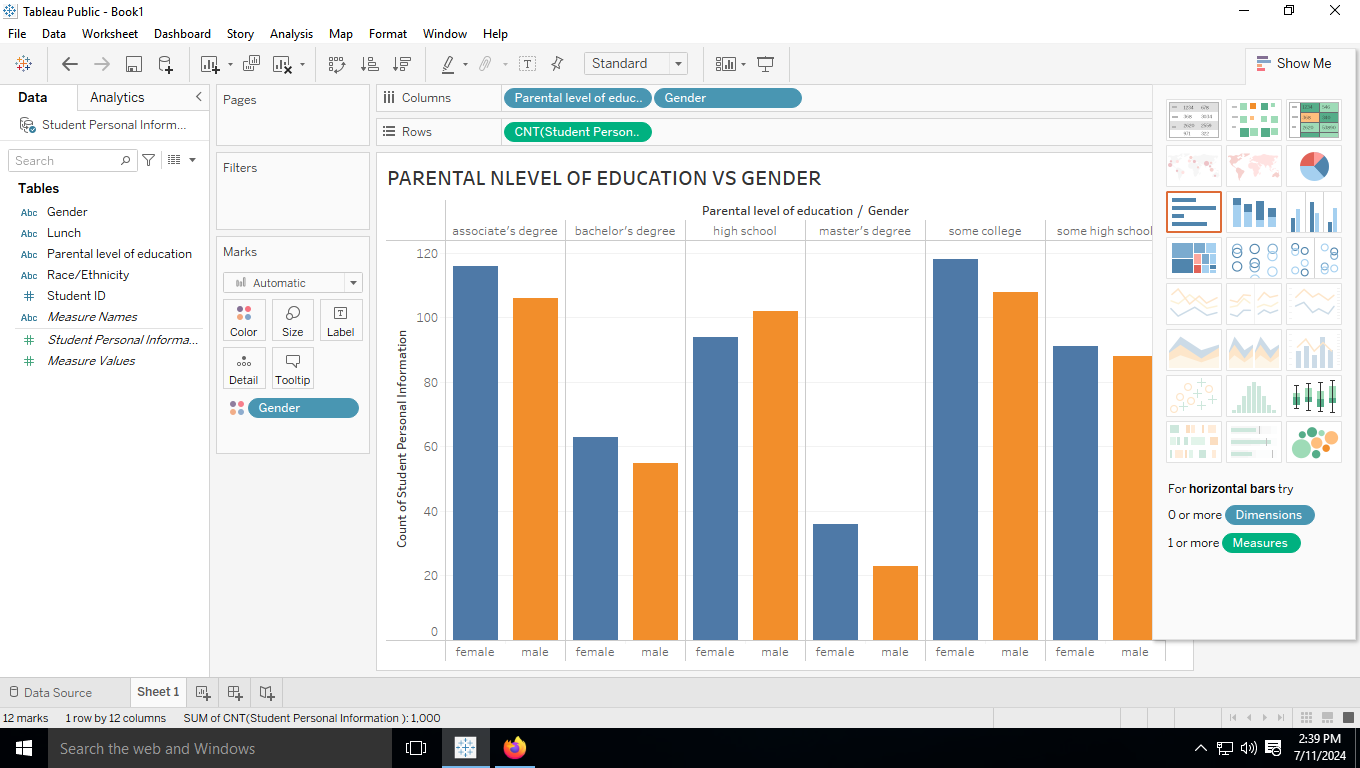 Tableau Public - Book1
File Data Worksheet Dashboard Story Analysis Map Format Window Help
Standard
Show Me
Data Analytics
Student Personal Inform...
Search
Tables
Abc Gender
Abc Lunch
Abc Parental level of education
Abc Race/Ethnicity
Student ID
Abc Measure Names
Student Personal Informa...
Measure Values
Pages
Filters
Marks
Automatic
Color Size Label
Detail Tooltip
Gender
Columns Parental level of educ.. Gender
Rows CNT(Student Person..
PARENTAL NLEVEL OF EDUCATION VS GENDER
Parental level of education / Gender
associate's degree bachelor's degree high school master's degree some college some high school
Count of Student Personal Information
120
100
80
60
40
20
0
female male female male female male female male female male female male
For horizontal bars try
0 or more Dimensions
1 or more Measures
Data Source Sheet 1
12 marks 1 row by 12 columns SUM of CNT(Student Personal Information ): 1,000
Search the web and Windows
2:39 PM
7/11/2024